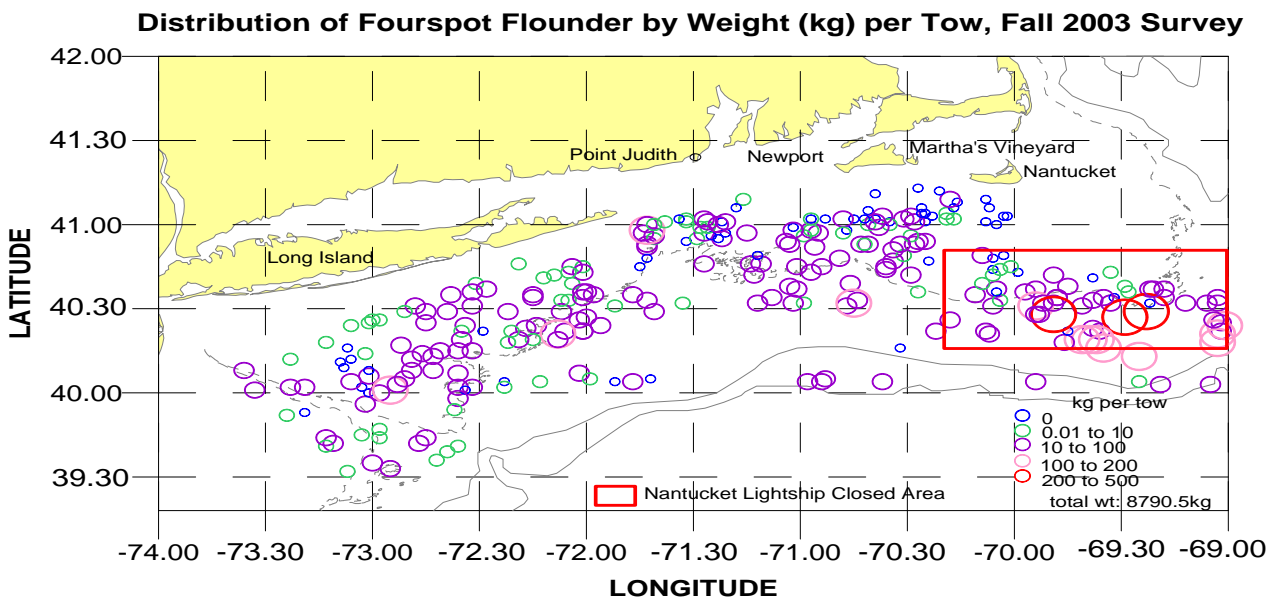 Distribution of Fourspot Flounder by Weight (kg) per Tow, Fall 2003 Survey
42.00
41.30
41.00
40.30
40.00
39.30
LATITUDE
Point Judith
Newport
Martha's Vineyard
Nantucket
Long Island
kg per tow
0
0.01 to 10
10 to 100
100 to 200
200 to 500
total wt: 8790.5kg
Nantucket Lightship Closed Area
-74.00 -73.30 -73.00 -72.30 -72.00 -71.30 -71.00 -70.30 -70.00 -69.30 -69.00
LONGITUDE